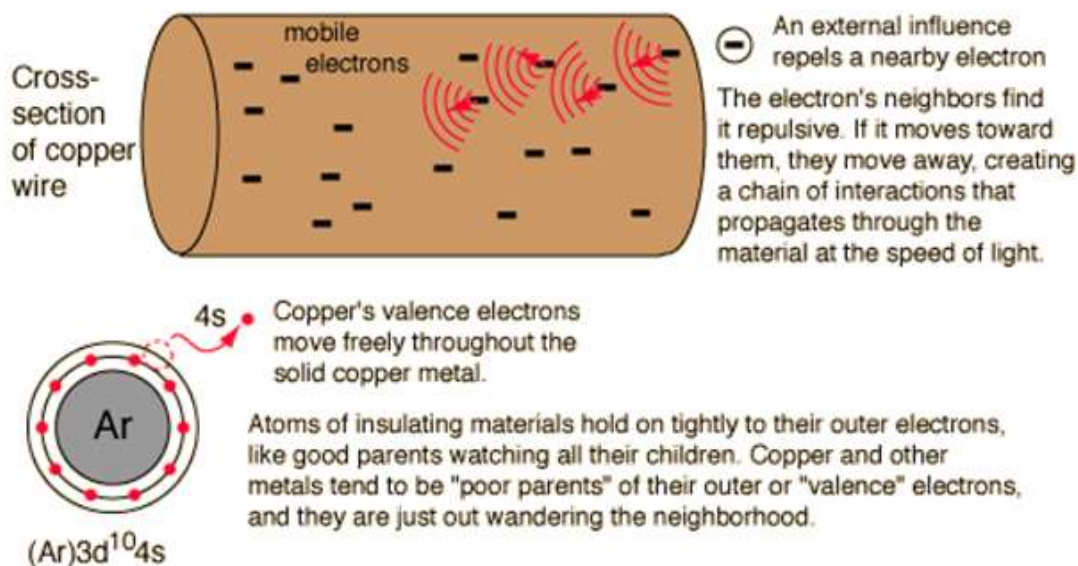 mobile
electrons
Cross-
section
of copper
wire
An external influence
repels a nearby electron
The electron's neighbors find
it repulsive. If it moves toward
them, they move away, creating
a chain of interactions that
propagates through the
material at the speed of light.
4s
Copper's valence electrons
move freely throughout the
solid copper metal.
Ar
(Ar)3d¹⁰4s
Atoms of insulating materials hold on tightly to their outer electrons,
like good parents watching all their children. Copper and other
metals tend to be "poor parents" of their outer or "valence" electrons,
and they are just out wandering the neighborhood.